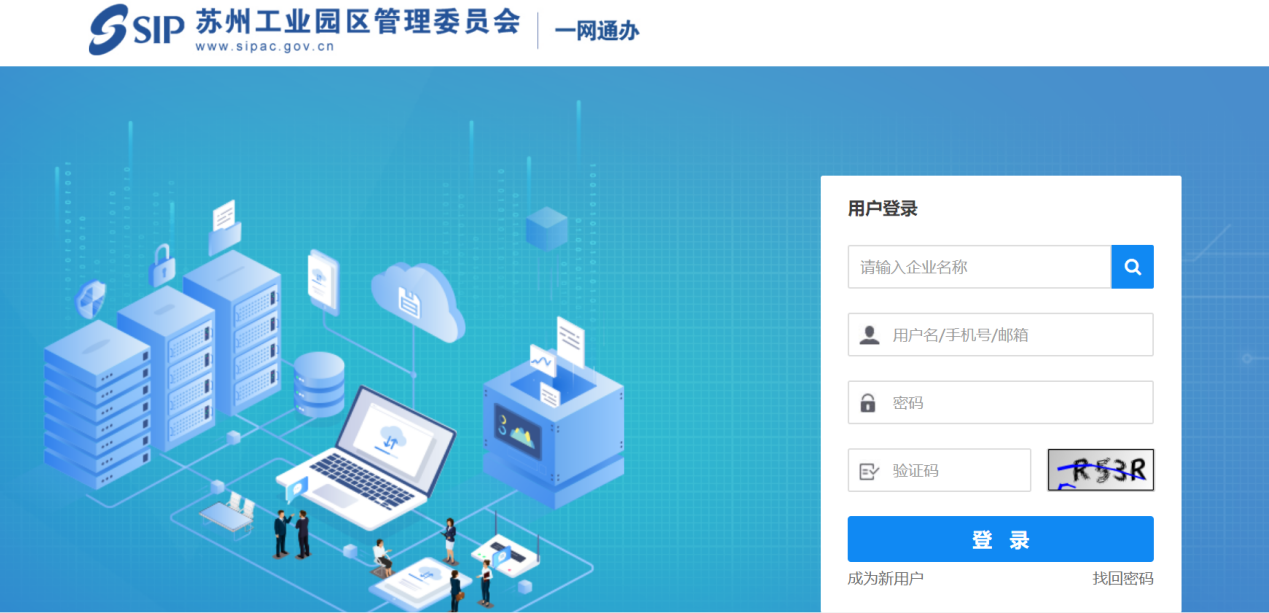 SIP 苏州工业园区管理委员会 一网通办
www.sipac.gov.cn
用户登录
请输入企业名称
用户名/手机号/邮箱
密码
验证码 R53R
登 录
成为新用户 找回密码